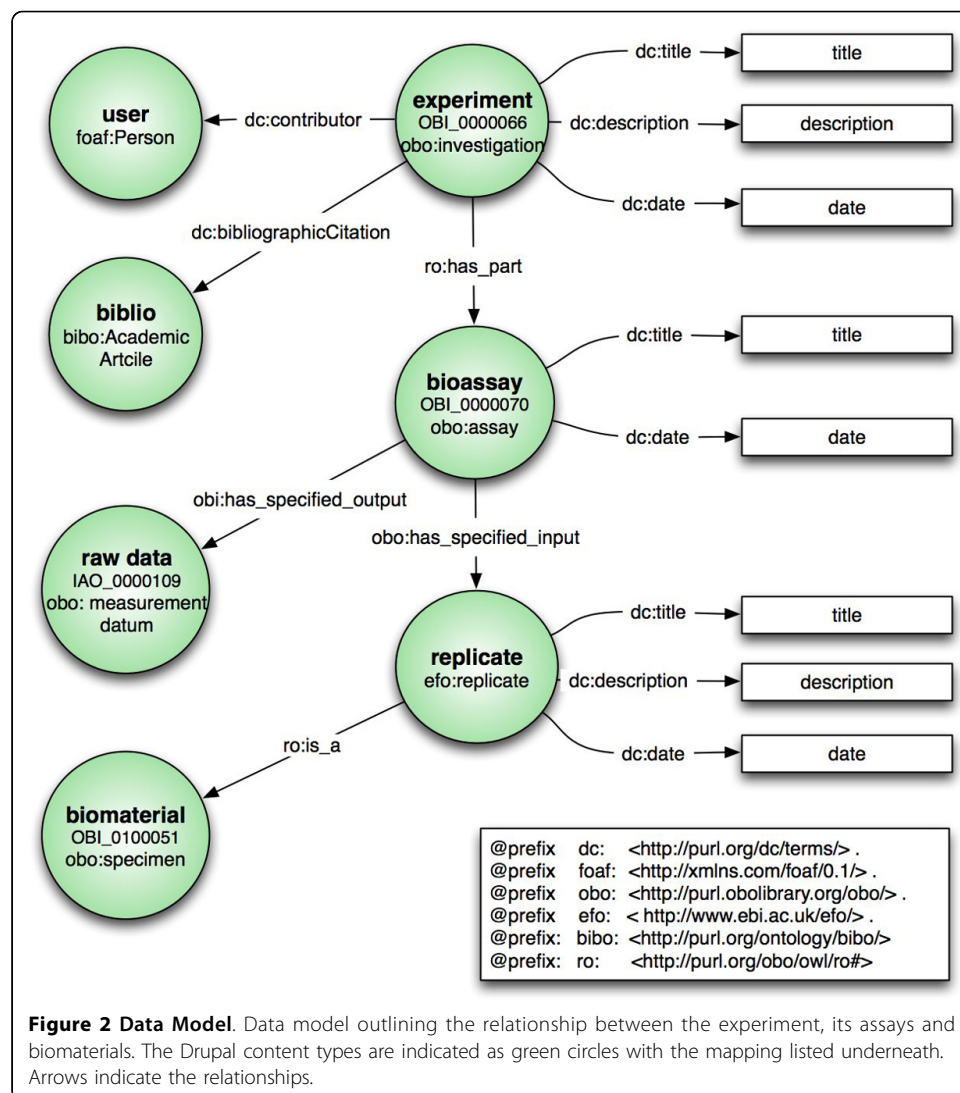 dc:title
title
user
foaf:Person
dc:contributor
experiment
OBI_0000066
obo:investigation
dc:description
description
dc:date
date
dc:bibliographicCitation
ro:has_part
biblio
bibo:Academic
Artcile
dc:title
title
bioassay
OBI_0000070
obo:assay
dc:date
date
obi:has_specified_output
obo:has_specified_input
raw data
IAO_0000109
obo: measurement
datum
dc:title
title
replicate
efo:replicate
dc:description
description
dc:date
date
ro:is_a
biomaterial
OBI_0100051
obo:specimen
@prefix dc: <http://purl.org/dc/terms/> .
@prefix foaf: <http://xmlns.com/foaf/0.1/> .
@prefix obo: <http://purl.obolibrary.org/obo/> .
@prefix efo: < http://www.ebi.ac.uk/efo/> .
@prefix: bibo: <http://purl.org/ontology/bibo/>
@prefix: ro: <http://purl.org/obo/owl/ro#>
Figure 2 Data Model. Data model outlining the relationship between the experiment, its assays and
biomaterials. The Drupal content types are indicated as green circles with the mapping listed underneath.
Arrows indicate the relationships.